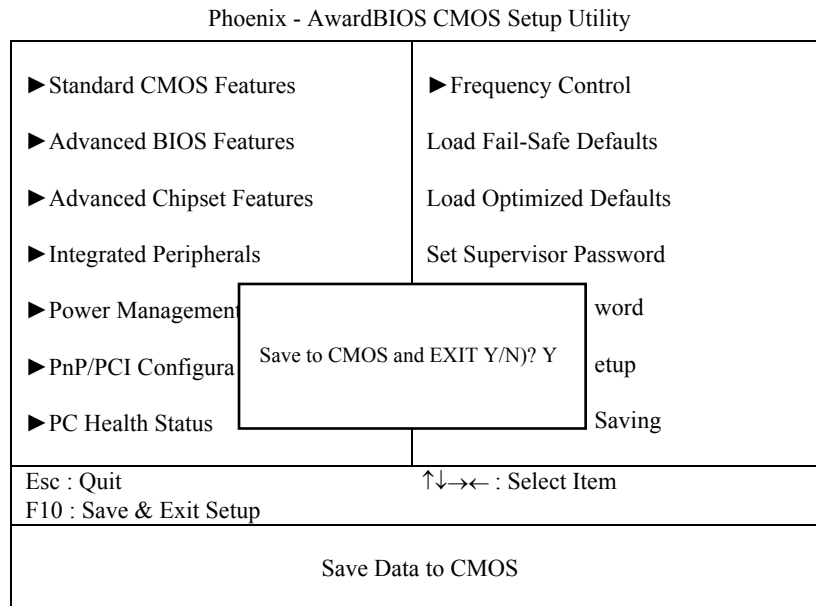 Phoenix - AwardBIOS CMOS Setup Utility
►Standard CMOS Features
►Advanced BIOS Features
►Advanced Chipset Features
►Integrated Peripherals
►Power Management
►PnP/PCI Configura
►PC Health Status
►Frequency Control
Load Fail-Safe Defaults
Load Optimized Defaults
Set Supervisor Password
word
etup
Saving
Save to CMOS and EXIT Y/N)? Y
Esc : Quit
↑↓→← : Select Item
F10 : Save & Exit Setup
Save Data to CMOS